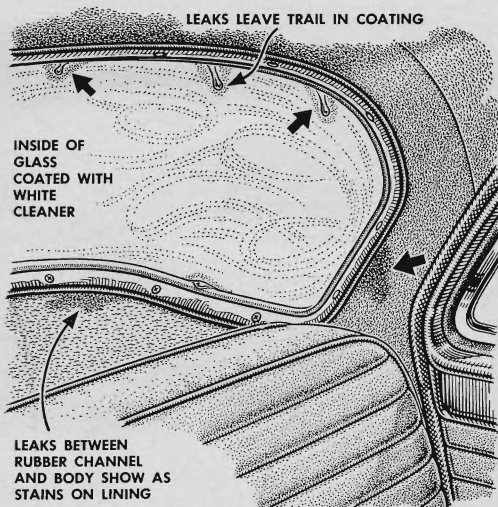 LEAKS LEAVE TRAIL IN COATING
INSIDE OF
GLASS
COATED WITH
WHITE
CLEANER
LEAKS BETWEEN
RUBBER CHANNEL
AND BODY SHOW AS
STAINS ON LINING